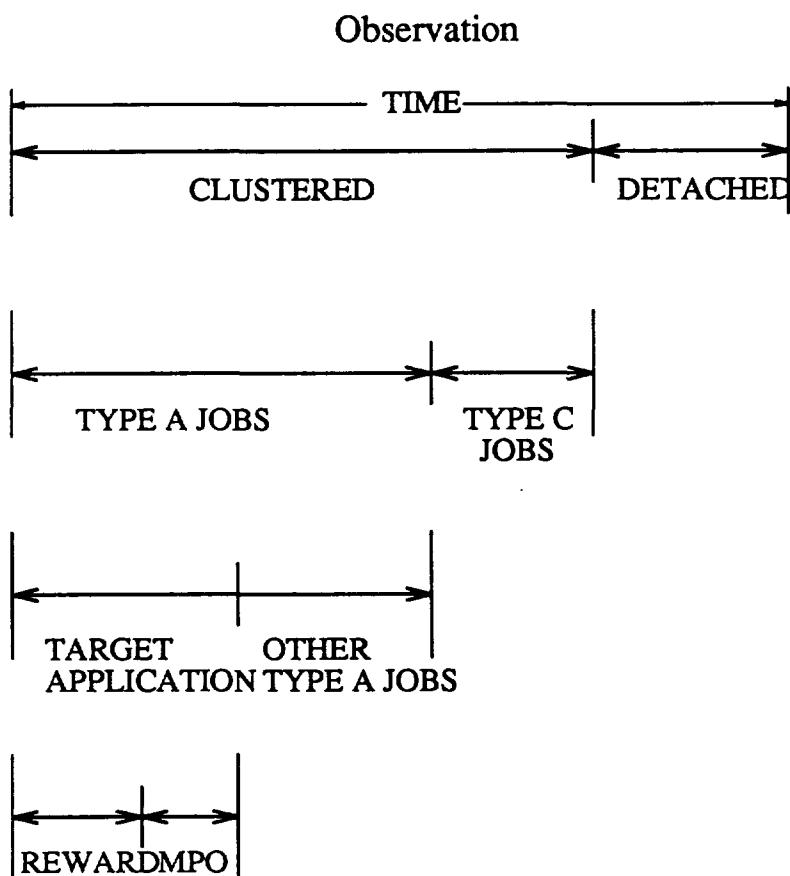 Observation
TIME
CLUSTERED DETACHED
TYPE A JOBS TYPE C
JOBS
TARGET OTHER
APPLICATION TYPE A JOBS
REWARD MPO